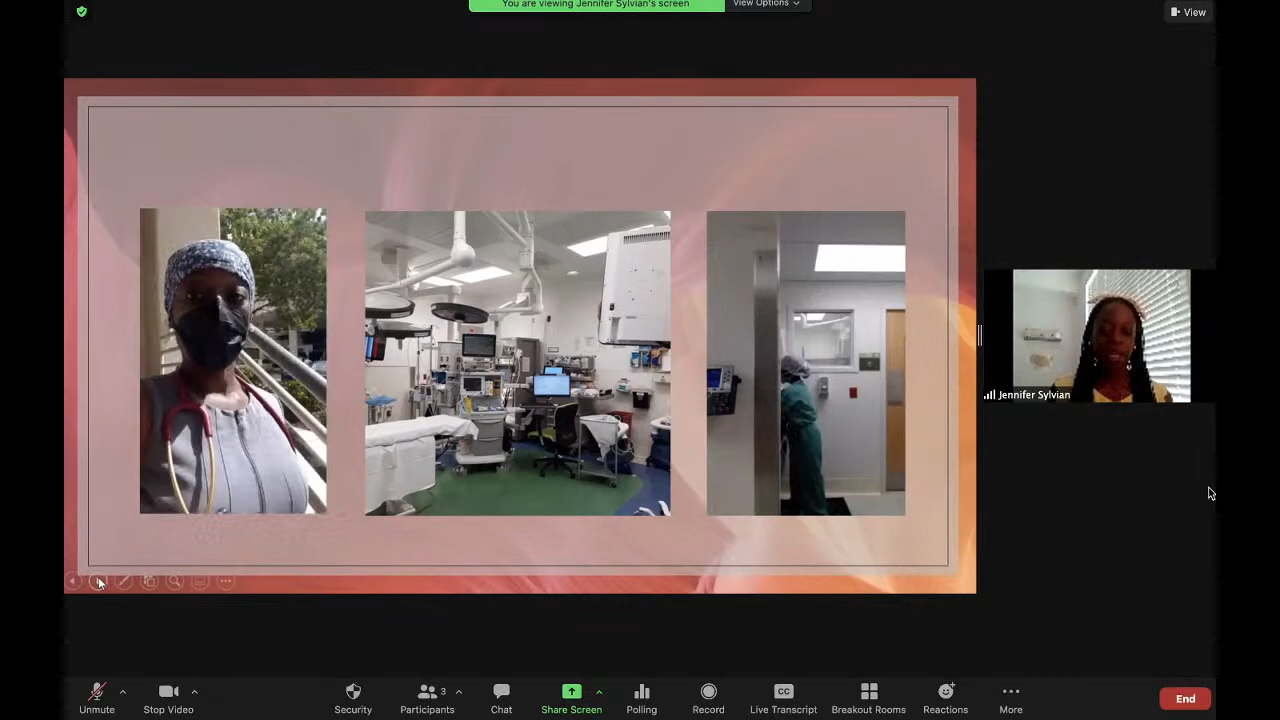 You are viewing Jennifer Sylvian's screen
View Options
View
Jennifer Sylvian
Unmute
Stop Video
Security
3
Participants
Chat
Share Screen
Polling
Record
CC
Live Transcript
Breakout Rooms
Reactions
More
End